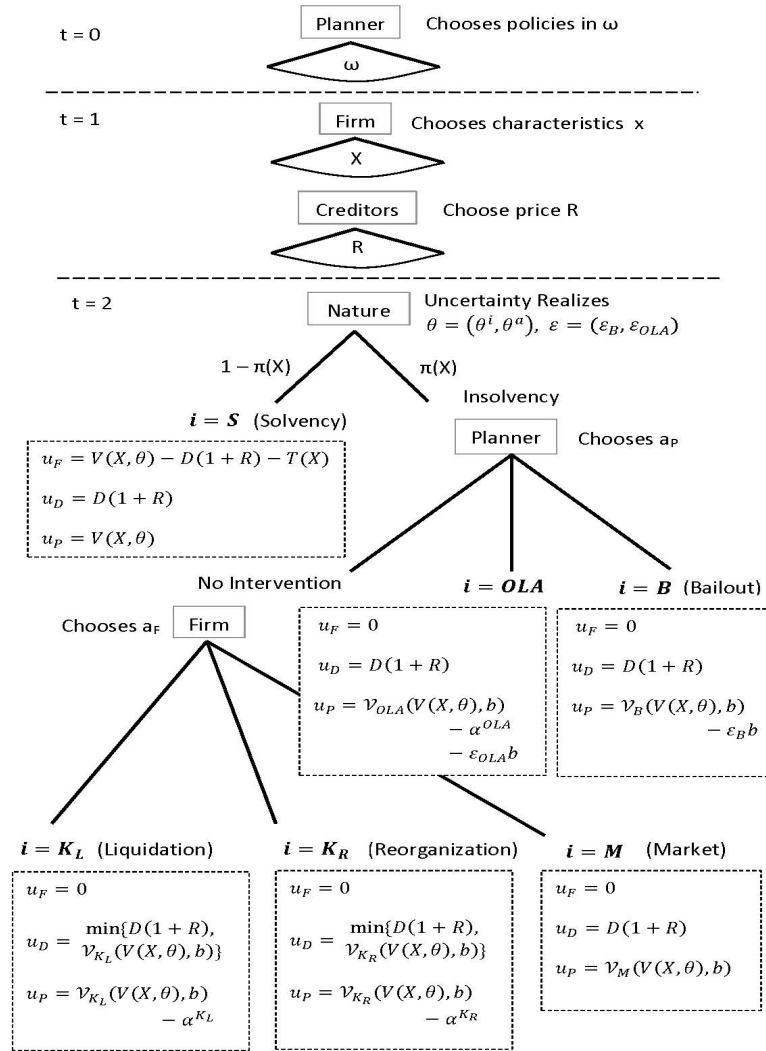 t = 0
Planner
Chooses policies in ω
ω
t = 1
Firm
Chooses characteristics x
X
Creditors
Choose price R
R
t = 2
Nature
Uncertainty Realizes
θ = (θ^i, θ^a), ε = (ε_B, ε_OLA)
1 − π(X)
π(X)
i = S (Solvency)
u_F = V(X, θ) − D(1 + R) − T(X)
u_D = D(1 + R)
u_P = V(X, θ)
Insolvency
Planner
Chooses a_P
No Intervention
i = OLA
i = B (Bailout)
Chooses a_F
Firm
u_F = 0
u_D = D(1 + R)
u_P = 𝒱_OLA(V(X, θ), b)
− α^OLA
− ε_OLA b
u_F = 0
u_D = D(1 + R)
u_P = 𝒱_B(V(X, θ), b)
− ε_B b
i = K_L (Liquidation)
u_F = 0
u_D = min{D(1 + R),
𝒱_K_L(V(X, θ), b)}
u_P = 𝒱_K_L(V(X, θ), b)
− α^K_L
i = K_R (Reorganization)
u_F = 0
u_D = min{D(1 + R),
𝒱_K_R(V(X, θ), b)}
u_P = 𝒱_K_R(V(X, θ), b)
− α^K_R
i = M (Market)
u_F = 0
u_D = D(1 + R)
u_P = 𝒱_M(V(X, θ), b)